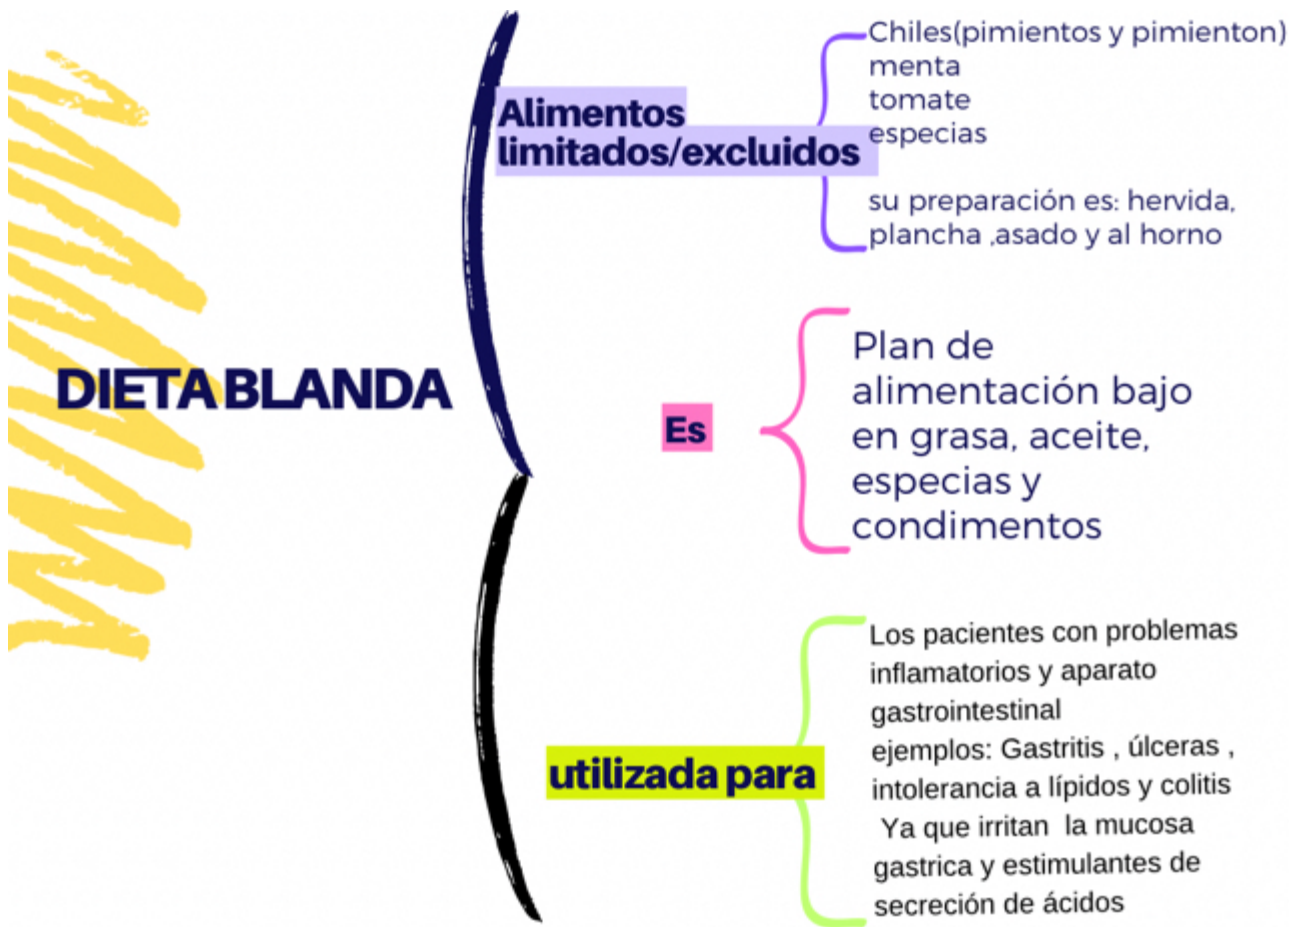 DIETA BLANDA
Alimentos
limitados/excluidos
Chiles(pimientos y pimienton)
menta
tomate
especias
su preparación es: hervida,
plancha ,asado y al horno
Es
Plan de
alimentación bajo
en grasa, aceite,
especias y
condimentos
utilizada para
Los pacientes con problemas
inflamatorios y aparato
gastrointestinal
ejemplos: Gastritis , úlceras ,
intolerancia a lípidos y colitis
Ya que irritan  la mucosa
gastrica y estimulantes de
secreción de ácidos